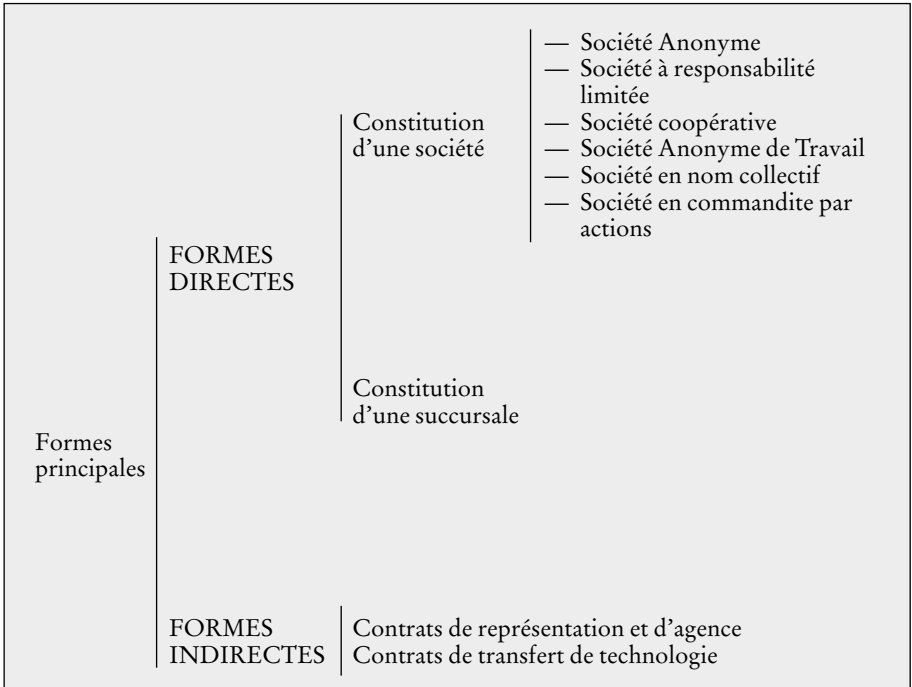 — Société Anonyme
— Société à responsabilité
limitée
— Société coopérative
— Société Anonyme de Travail
— Société en nom collectif
— Société en commandite par
actions
Constitution
d'une société
FORMES
DIRECTES
Constitution
d'une succursale
Formes
principales
FORMES
INDIRECTES
Contrats de représentation et d'agence
Contrats de transfert de technologie